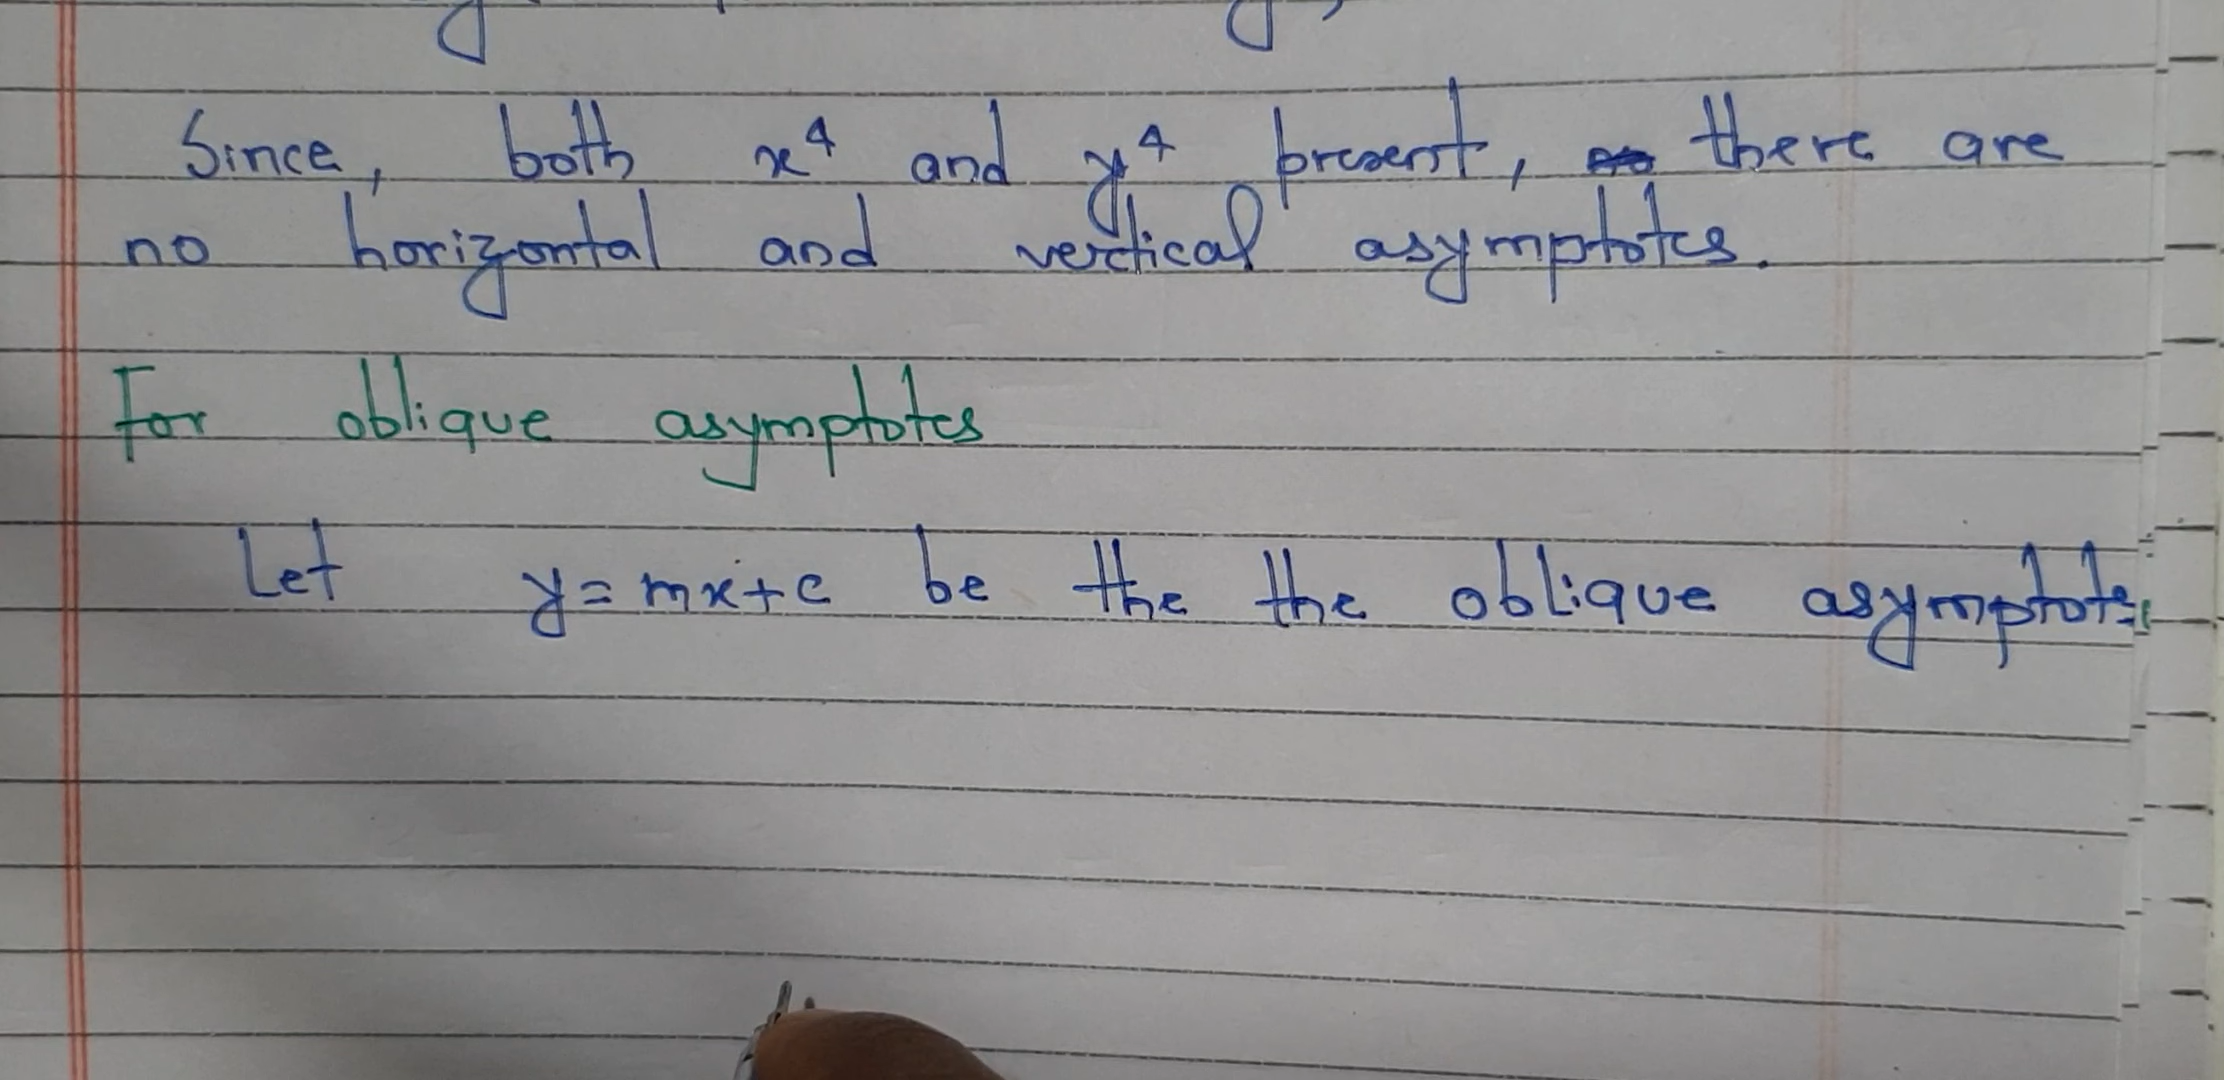 Since, both x⁴ and y⁴ present, there are
no horizontal and vertical asymptotes.
For oblique asymptotes
Let y=mx+c be the the oblique asymptote